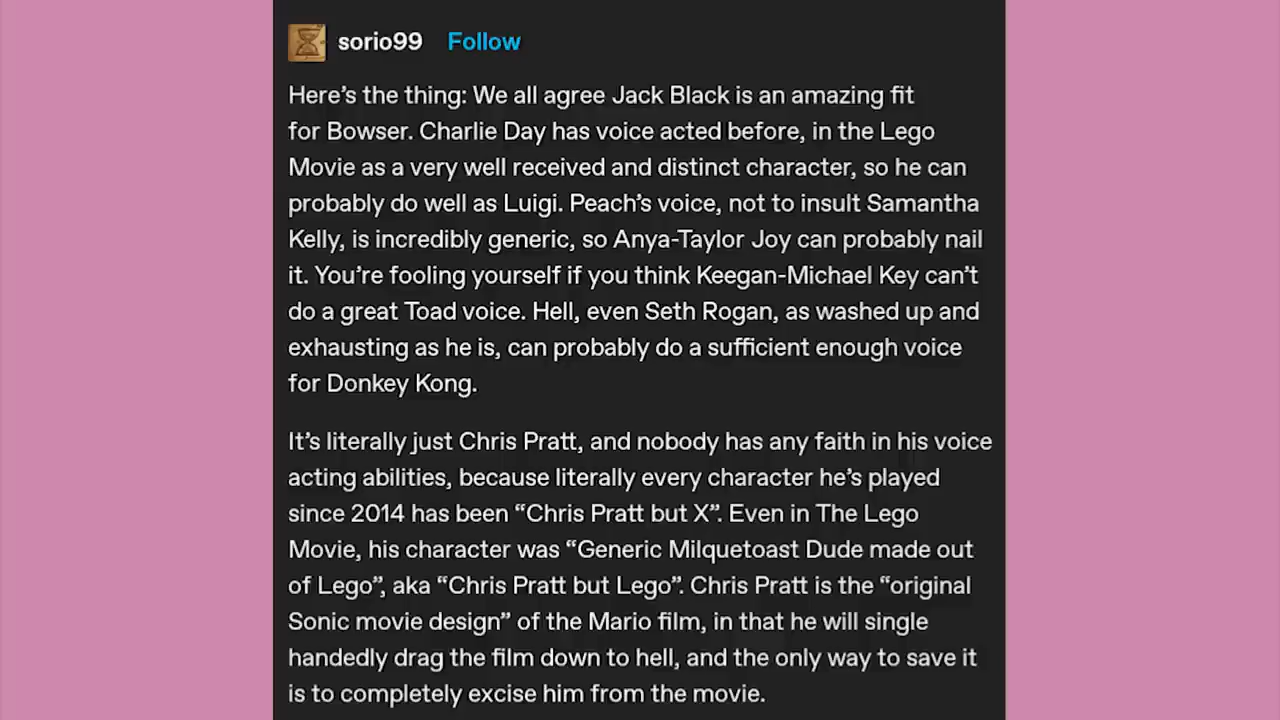 sorio99 Follow
Here's the thing: We all agree Jack Black is an amazing fit
for Bowser. Charlie Day has voice acted before, in the Lego
Movie as a very well received and distinct character, so he can
probably do well as Luigi. Peach's voice, not to insult Samantha
Kelly, is incredibly generic, so Anya-Taylor Joy can probably nail
it. You're fooling yourself if you think Keegan-Michael Key can't
do a great Toad voice. Hell, even Seth Rogan, as washed up and
exhausting as he is, can probably do a sufficient enough voice
for Donkey Kong.
It's literally just Chris Pratt, and nobody has any faith in his voice
acting abilities, because literally every character he's played
since 2014 has been “Chris Pratt but X”. Even in The Lego
Movie, his character was “Generic Milquetoast Dude made out
of Lego”, aka “Chris Pratt but Lego”. Chris Pratt is the “original
Sonic movie design” of the Mario film, in that he will single
handedly drag the film down to hell, and the only way to save it
is to completely excise him from the movie.